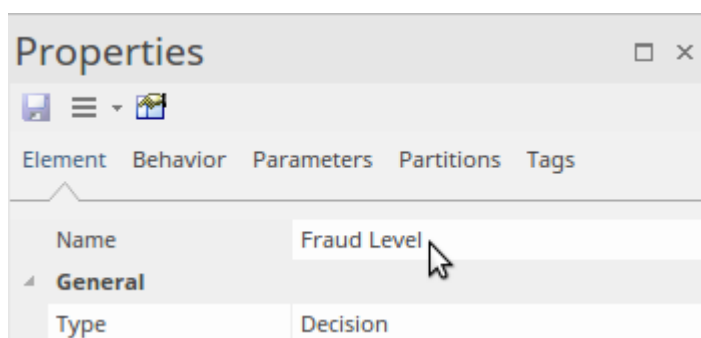 Properties
Element Behavior Parameters Partitions Tags
Name Fraud Level
General
Type Decision